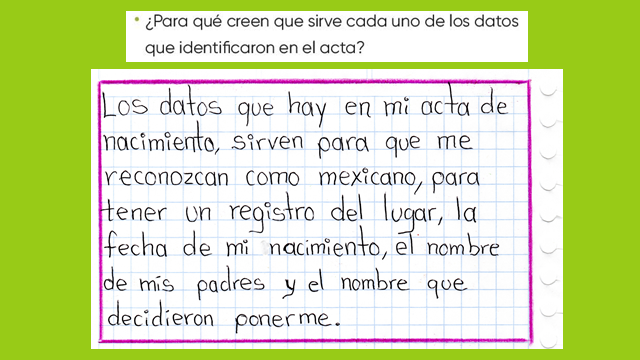 • ¿Para qué creen que sirve cada uno de los datos
que identificaron en el acta?
Los datos que hay en mi acta de
nacimiento, sirven para que me
reconozcan como mexicano, para
tener un registro del lugar, la
fecha de mi nacimiento, el nombre
de mis padres y el nombre que
decidieron ponerme.